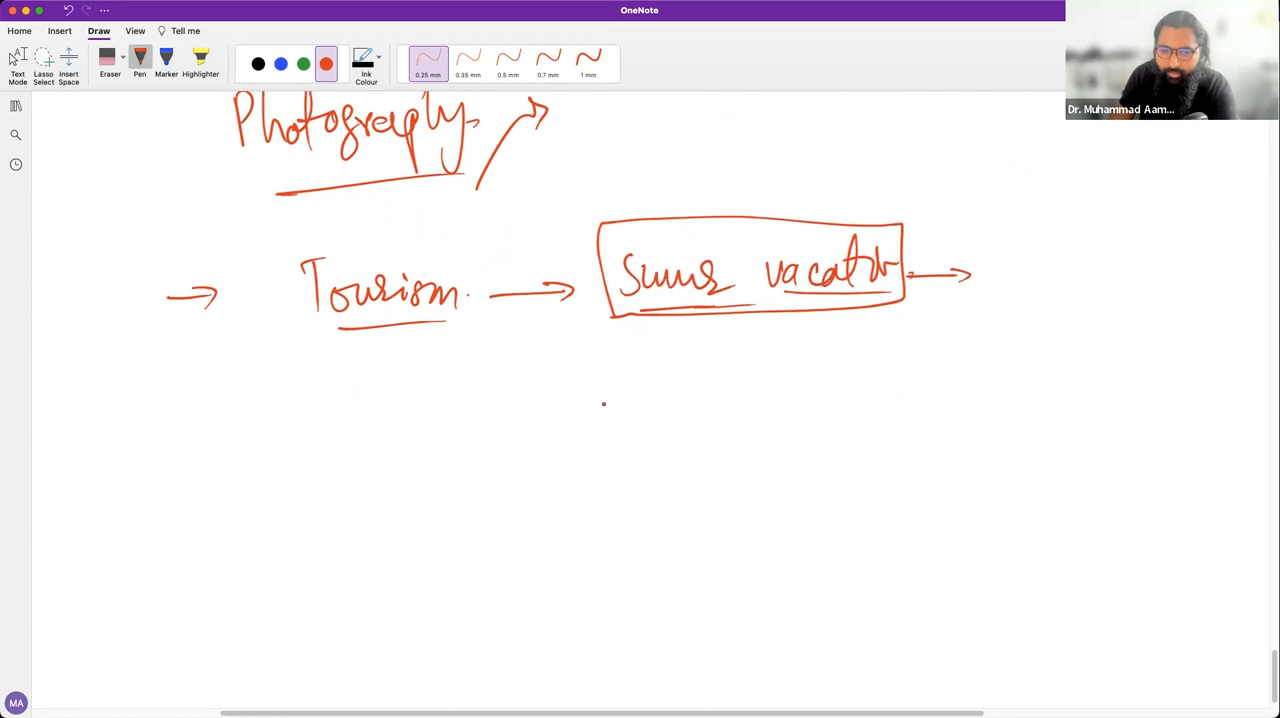 OneNote
Home Insert Draw View Tell me
Text Mode Lasso Select Insert Space Eraser Pen Marker Highlighter Ink Colour 0.25 mm 0.35 mm 0.5 mm 0.7 mm 1 mm
Dr. Muhammad Aam...
Photography
Tourism. vacation
MA